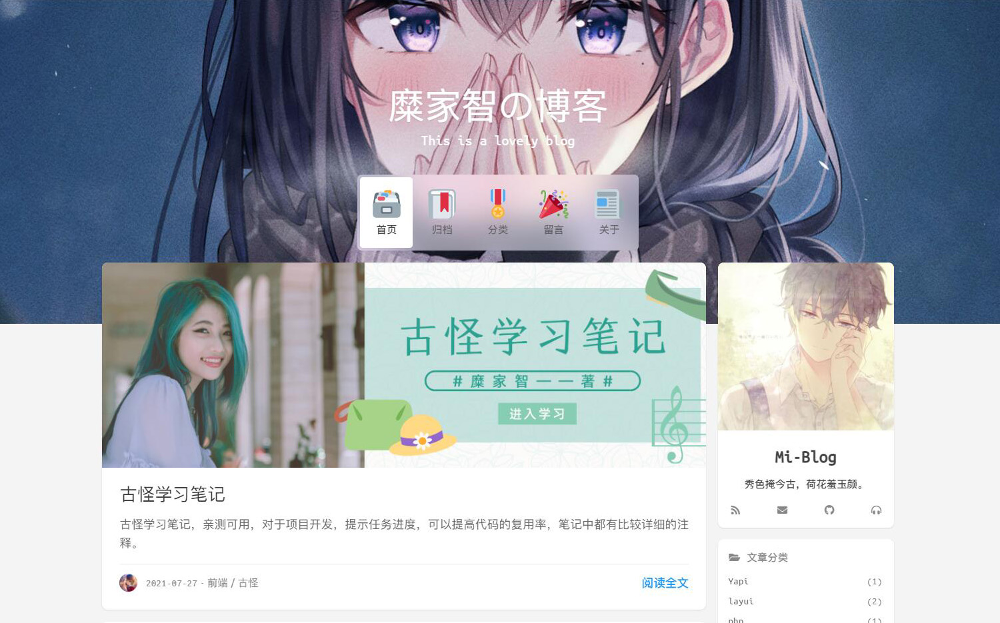 糜家智の博客
This is a lovely blog
首页
归档
分类
留言
关于
古怪学习笔记
#糜家智——著#
进入学习
古怪学习笔记
古怪学习笔记，亲测可用，对于项目开发，提示任务进度，可以提高代码的复用率，笔记中都有比较详细的注
释。
2021-07-27 - 前端 / 古怪
阅读全文
Mi-Blog
秀色掩今古，荷花羞玉颜。
文章分类
Yapi (1)
layui (2)
php (1)